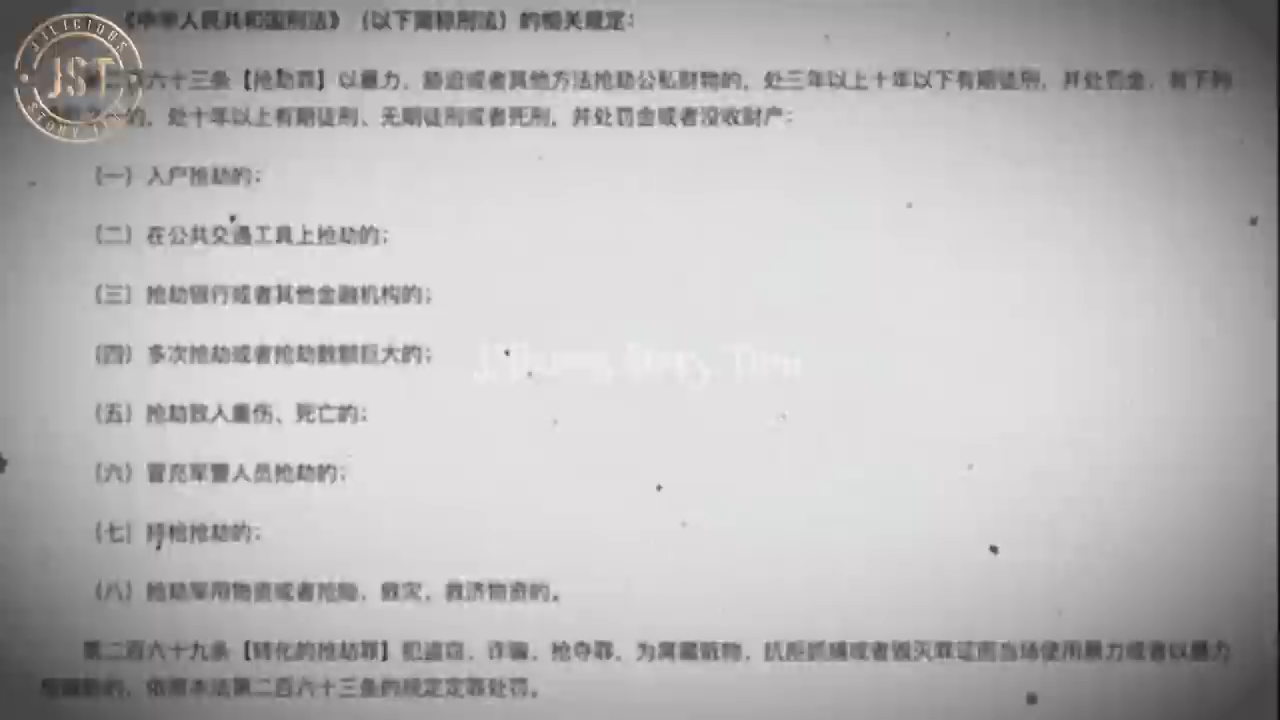 JILICIOUS
JST
STORY TIME
《中华人民共和国刑法》（以下简称刑法）的相关规定：
二百六十三条【抢劫罪】以暴力、胁迫或者其他方法抢劫公私财物的，处三年以上十年以下有期徒刑，并处罚金，有下列
的，处十年以上有期徒刑、无期徒刑或者死刑，并处罚金或者没收财产：
（一）入户抢劫的；
（二）在公共交通工具上抢劫的；
（三）抢劫银行或者其他金融机构的；
（四）多次抢劫或者抢劫数额巨大的；
Story Time
（五）抢劫致人重伤、死亡的；
（六）冒充军警人员抢劫的；
（七）持枪抢劫的；
（八）抢劫军用物资或者抢险、救灾、救济物资的。
第二百六十九条【转化的抢劫罪】犯盗窃、诈骗、抢夺罪，为窝藏赃物、抗拒抓捕或者毁灭罪证而当场使用暴力或者以暴力
相威胁的，依照本法第二百六十三条的规定定罪处罚。